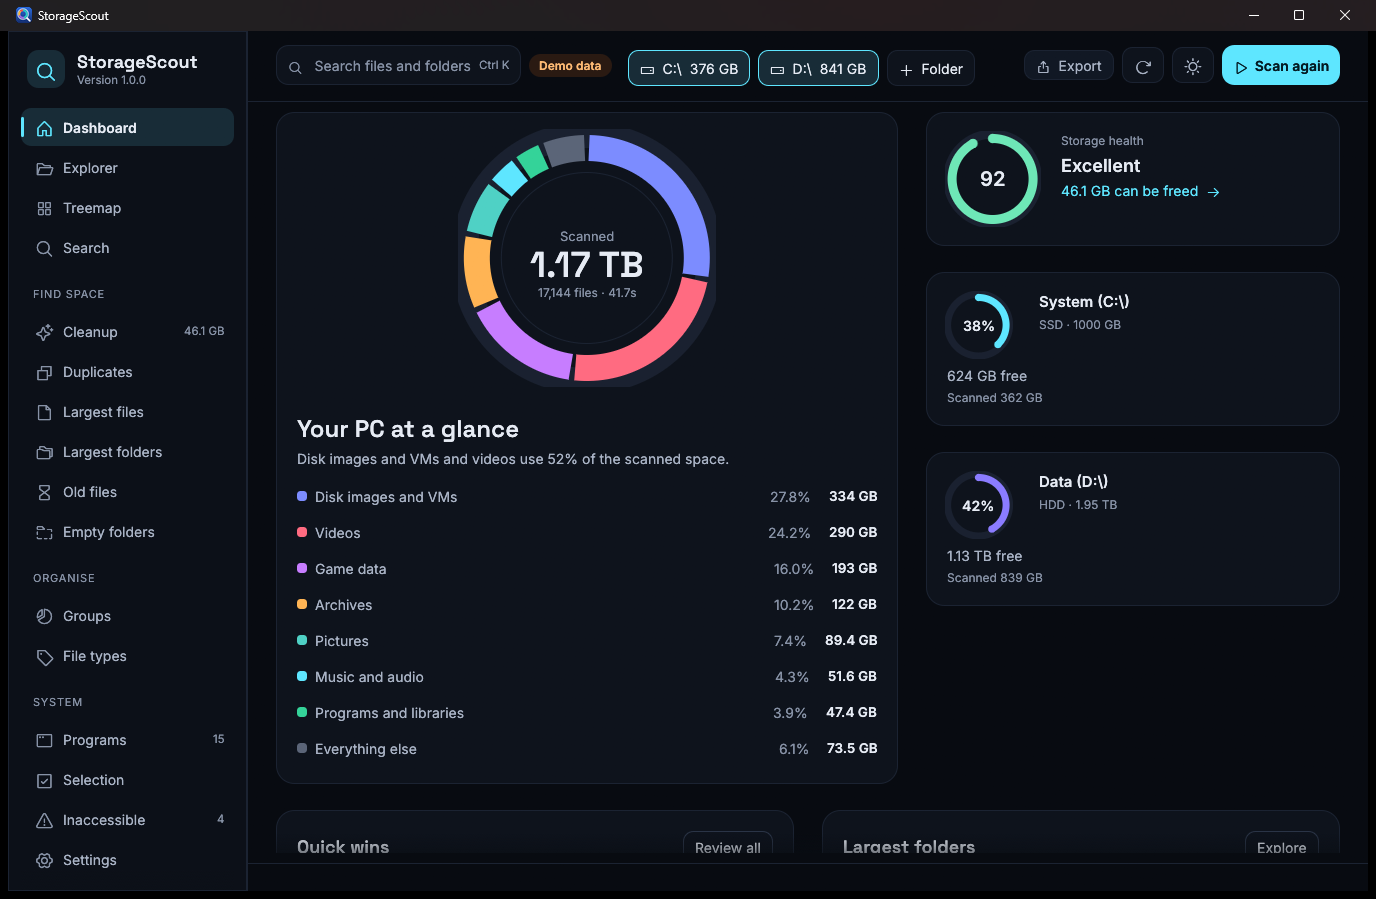 StorageScout
StorageScout
Version 1.0.0
Dashboard
Explorer
Treemap
Search
FIND SPACE
Cleanup 46.1 GB
Duplicates
Largest files
Largest folders
Old files
Empty folders
ORGANISE
Groups
File types
SYSTEM
Programs 15
Selection
Inaccessible 4
Settings
Search files and folders Ctrl K
Demo data
C:\ 376 GB
D:\ 841 GB
Folder
Export
Scan again
Scanned
1.17 TB
17,144 files · 41.7s
Your PC at a glance
Disk images and VMs and videos use 52% of the scanned space.
Disk images and VMs 27.8% 334 GB
Videos 24.2% 290 GB
Game data 16.0% 193 GB
Archives 10.2% 122 GB
Pictures 7.4% 89.4 GB
Music and audio 4.3% 51.6 GB
Programs and libraries 3.9% 47.4 GB
Everything else 6.1% 73.5 GB
92
Storage health
Excellent
46.1 GB can be freed →
38%
System (C:\)
SSD · 1000 GB
624 GB free
Scanned 362 GB
42%
Data (D:\)
HDD · 1.95 TB
1.13 TB free
Scanned 839 GB
Quick wins
Review all
Largest folders
Explore